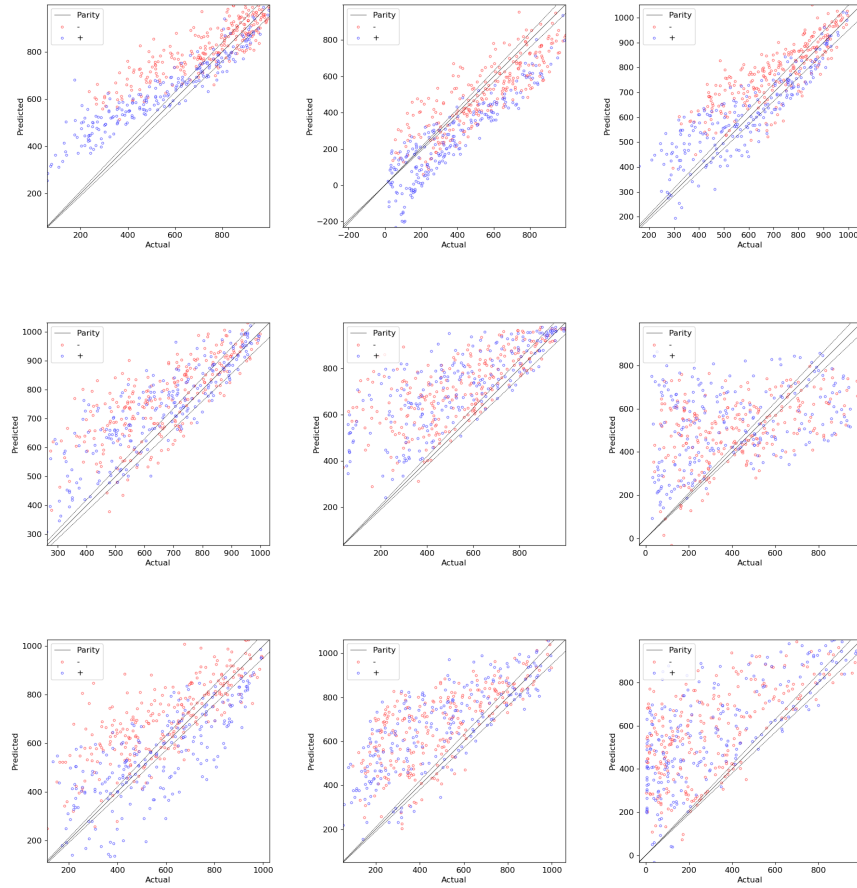 Parity
-
+
Predicted
800
600
400
200
200 400 600 800
Actual
Parity
-
+
Predicted
800
600
400
200
0
−200
−200 0 200 400 600 800
Actual
Parity
-
+
Predicted
1000
900
800
700
600
500
400
300
200
200 300 400 500 600 700 800 900 1000
Actual
Parity
-
+
Predicted
1000
900
800
700
600
500
400
300
300 400 500 600 700 800 900 1000
Actual
Parity
-
+
Predicted
800
600
400
200
200 400 600 800
Actual
Parity
-
+
Predicted
800
600
400
200
0
0 200 400 600 800
Actual
Parity
-
+
Predicted
1000
800
600
400
200
200 400 600 800 1000
Actual
Parity
-
+
Predicted
1000
800
600
400
200
200 400 600 800 1000
Actual
Parity
-
+
Predicted
800
600
400
200
0
0 200 400 600 800
Actual